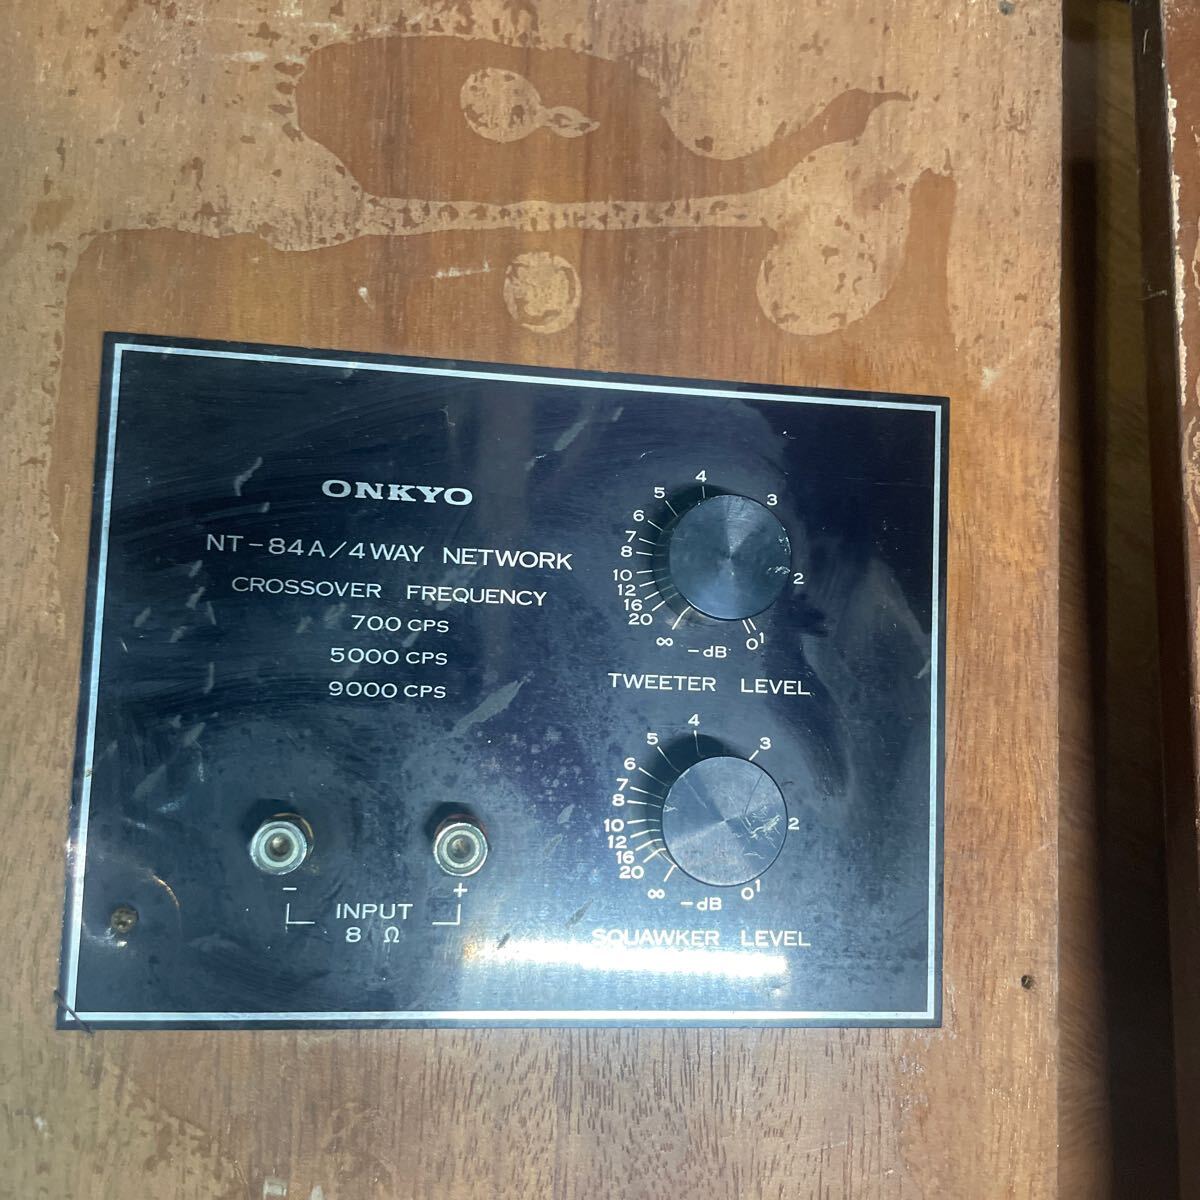 ONKYO
NT-84A/4WAY NETWORK
CROSSOVER FREQUENCY
700 CPS
5000 CPS
9000 CPS
- +
INPUT
8 Ω
4
5 3
6
7
8
10 2
12
16
20
∞ -dB 0 1
TWEETER LEVEL
4
5 3
6
7
8
10 2
12
16
20
∞ -dB 0 1
SQUAWKER LEVEL